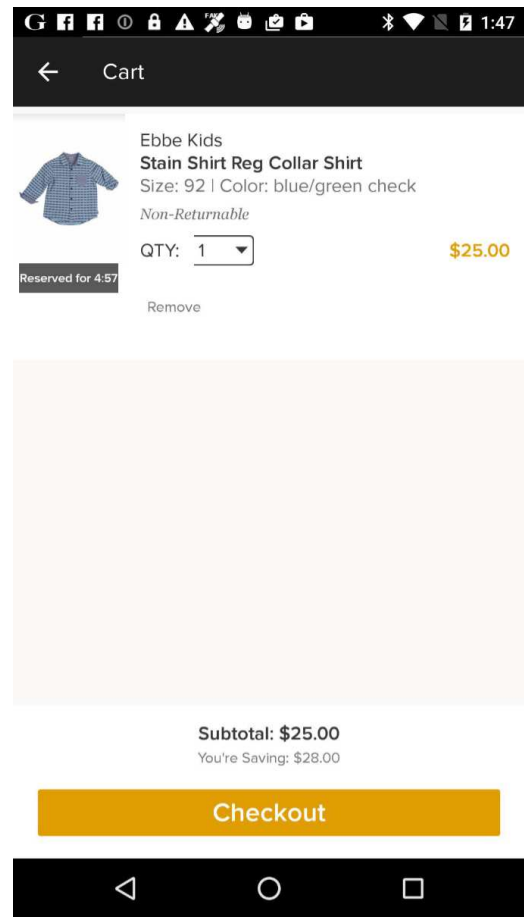 G FAKE 1:47
Cart
Ebbe Kids
Stain Shirt Reg Collar Shirt
Size: 92 | Color: blue/green check
Non-Returnable
QTY: 1 $25.00
Reserved for 4:57
Remove
Subtotal: $25.00
You're Saving: $28.00
Checkout